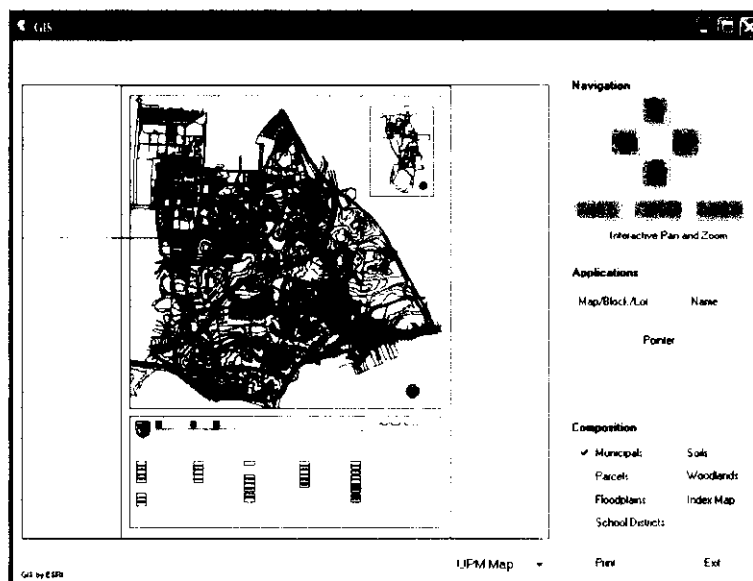 GIS
Navigation
Interactive Pan and Zoom
Applications
Map/Block/Lot Name
Pointer
Composition
✓ Municipal: Soils
Parcels Woodlands
Floodplains Index Map
School Districts
UPM Map
Print Exit
GIS by ESRI